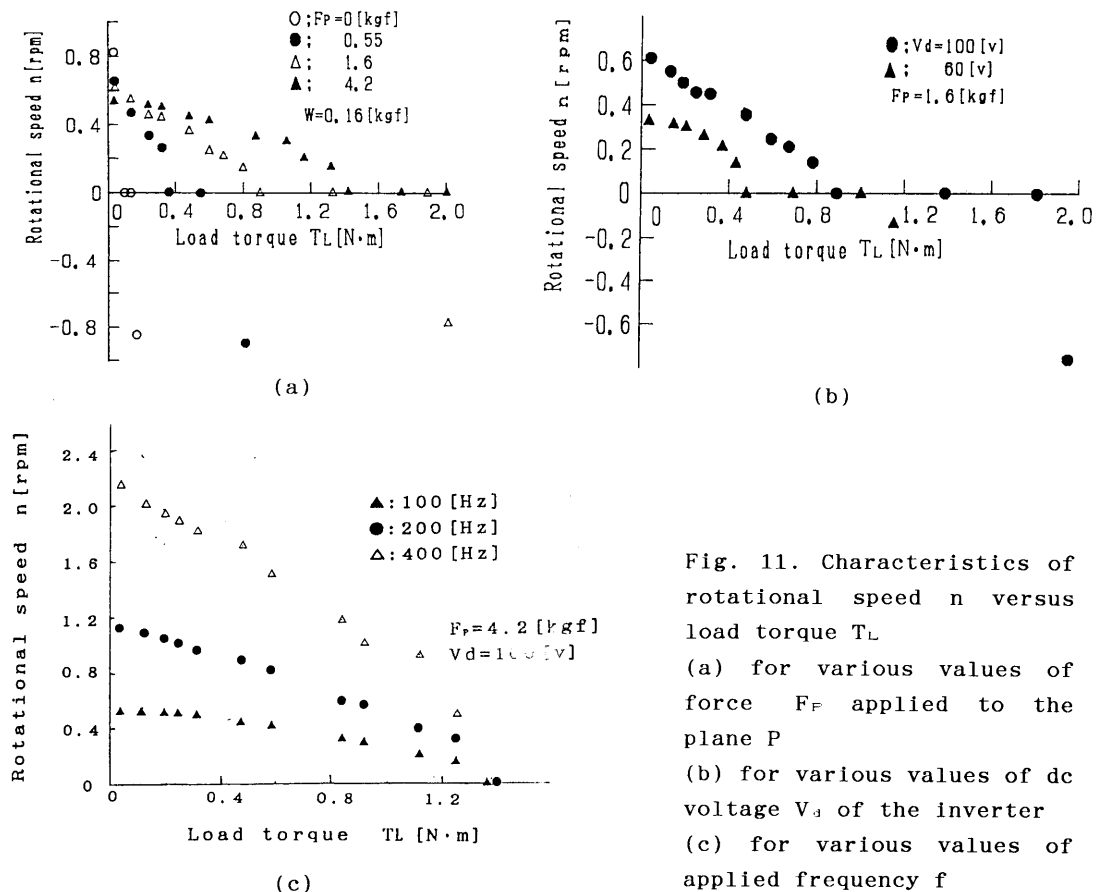 ○;FP=0[kgf]
●; 0.55
△; 1.6
▲; 4.2
W=0.16[kgf]
Rotational speed n[rpm]
0.8
0.4
0
-0.4
-0.8
0 0.4 0.8 1.2 1.6 2.0
Load torque TL[N·m]
(a)
●;Vd=100[v]
▲; 60[v]
FP=1.6[kgf]
Rotational speed n[rpm]
0.6
0.4
0.2
0
-0.2
-0.4
-0.6
0 0.4 0.8 1.2 1.6 2.0
Load torque TL[N·m]
(b)
▲:100[Hz]
●:200[Hz]
△:400[Hz]
FP=4.2[kgf]
Vd=100[v]
Rotational speed n[rpm]
2.4
2.0
1.6
1.2
0.8
0.4
0
0 0.4 0.8 1.2
Load torque TL[N·m]
(c)
Fig. 11. Characteristics of
rotational speed n versus
load torque TL
(a) for various values of
force FP applied to the
plane P
(b) for various values of dc
voltage Vd of the inverter
(c) for various values of
applied frequency f